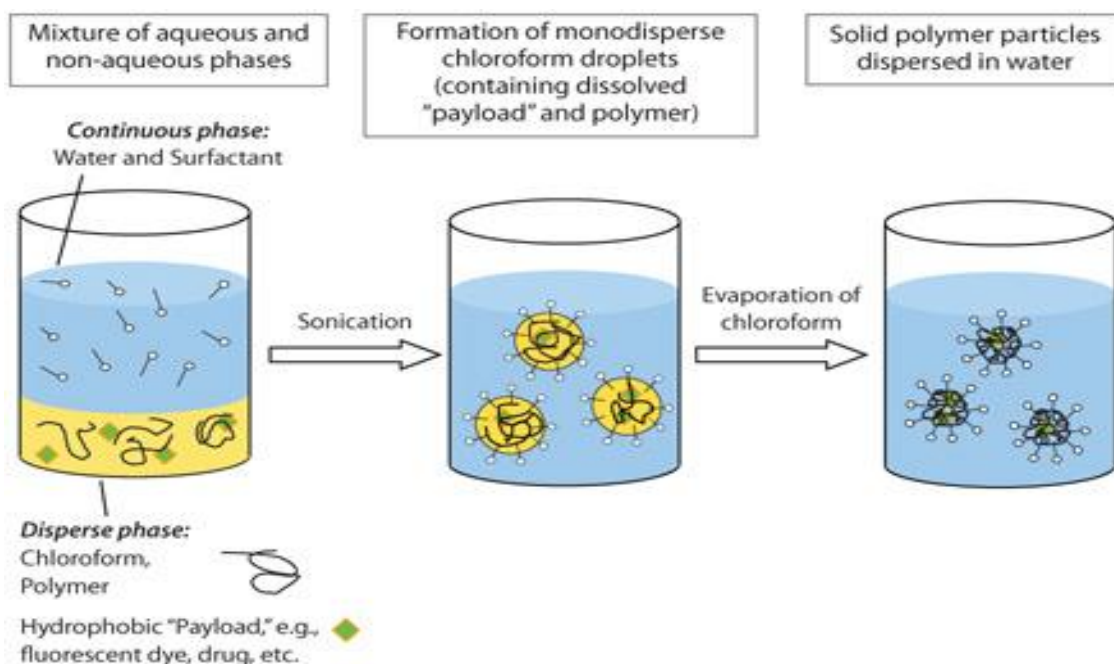 Mixture of aqueous and
non-aqueous phases
Formation of monodisperse
chloroform droplets
(containing dissolved
"payload" and polymer)
Solid polymer particles
dispersed in water
Continuous phase:
Water and Surfactant
Sonication
Evaporation of
chloroform
Disperse phase:
Chloroform,
Polymer
Hydrophobic "Payload," e.g.,
fluorescent dye, drug, etc.